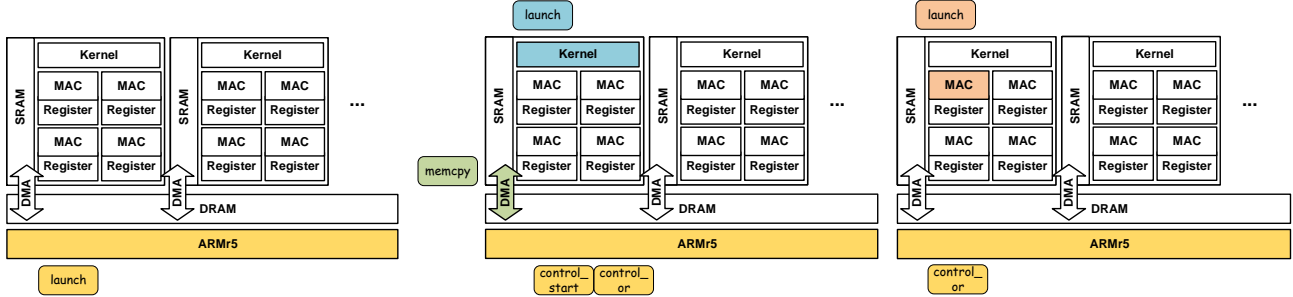 launch
launch
Kernel
Kernel
Kernel
Kernel
Kernel
Kernel
SRAM
MAC MAC
Register Register
MAC MAC
Register Register
SRAM
MAC MAC
Register Register
MAC MAC
Register Register
...
DMA
DMA
DRAM
ARMr5
launch
SRAM
MAC MAC
Register Register
MAC MAC
Register Register
SRAM
MAC MAC
Register Register
MAC MAC
Register Register
...
memcpy
DMA
DMA
DRAM
ARMr5
control_
start
control_
or
SRAM
MAC MAC
Register Register
MAC MAC
Register Register
SRAM
MAC MAC
Register Register
MAC MAC
Register Register
...
DMA
DMA
DRAM
ARMr5
control_
or